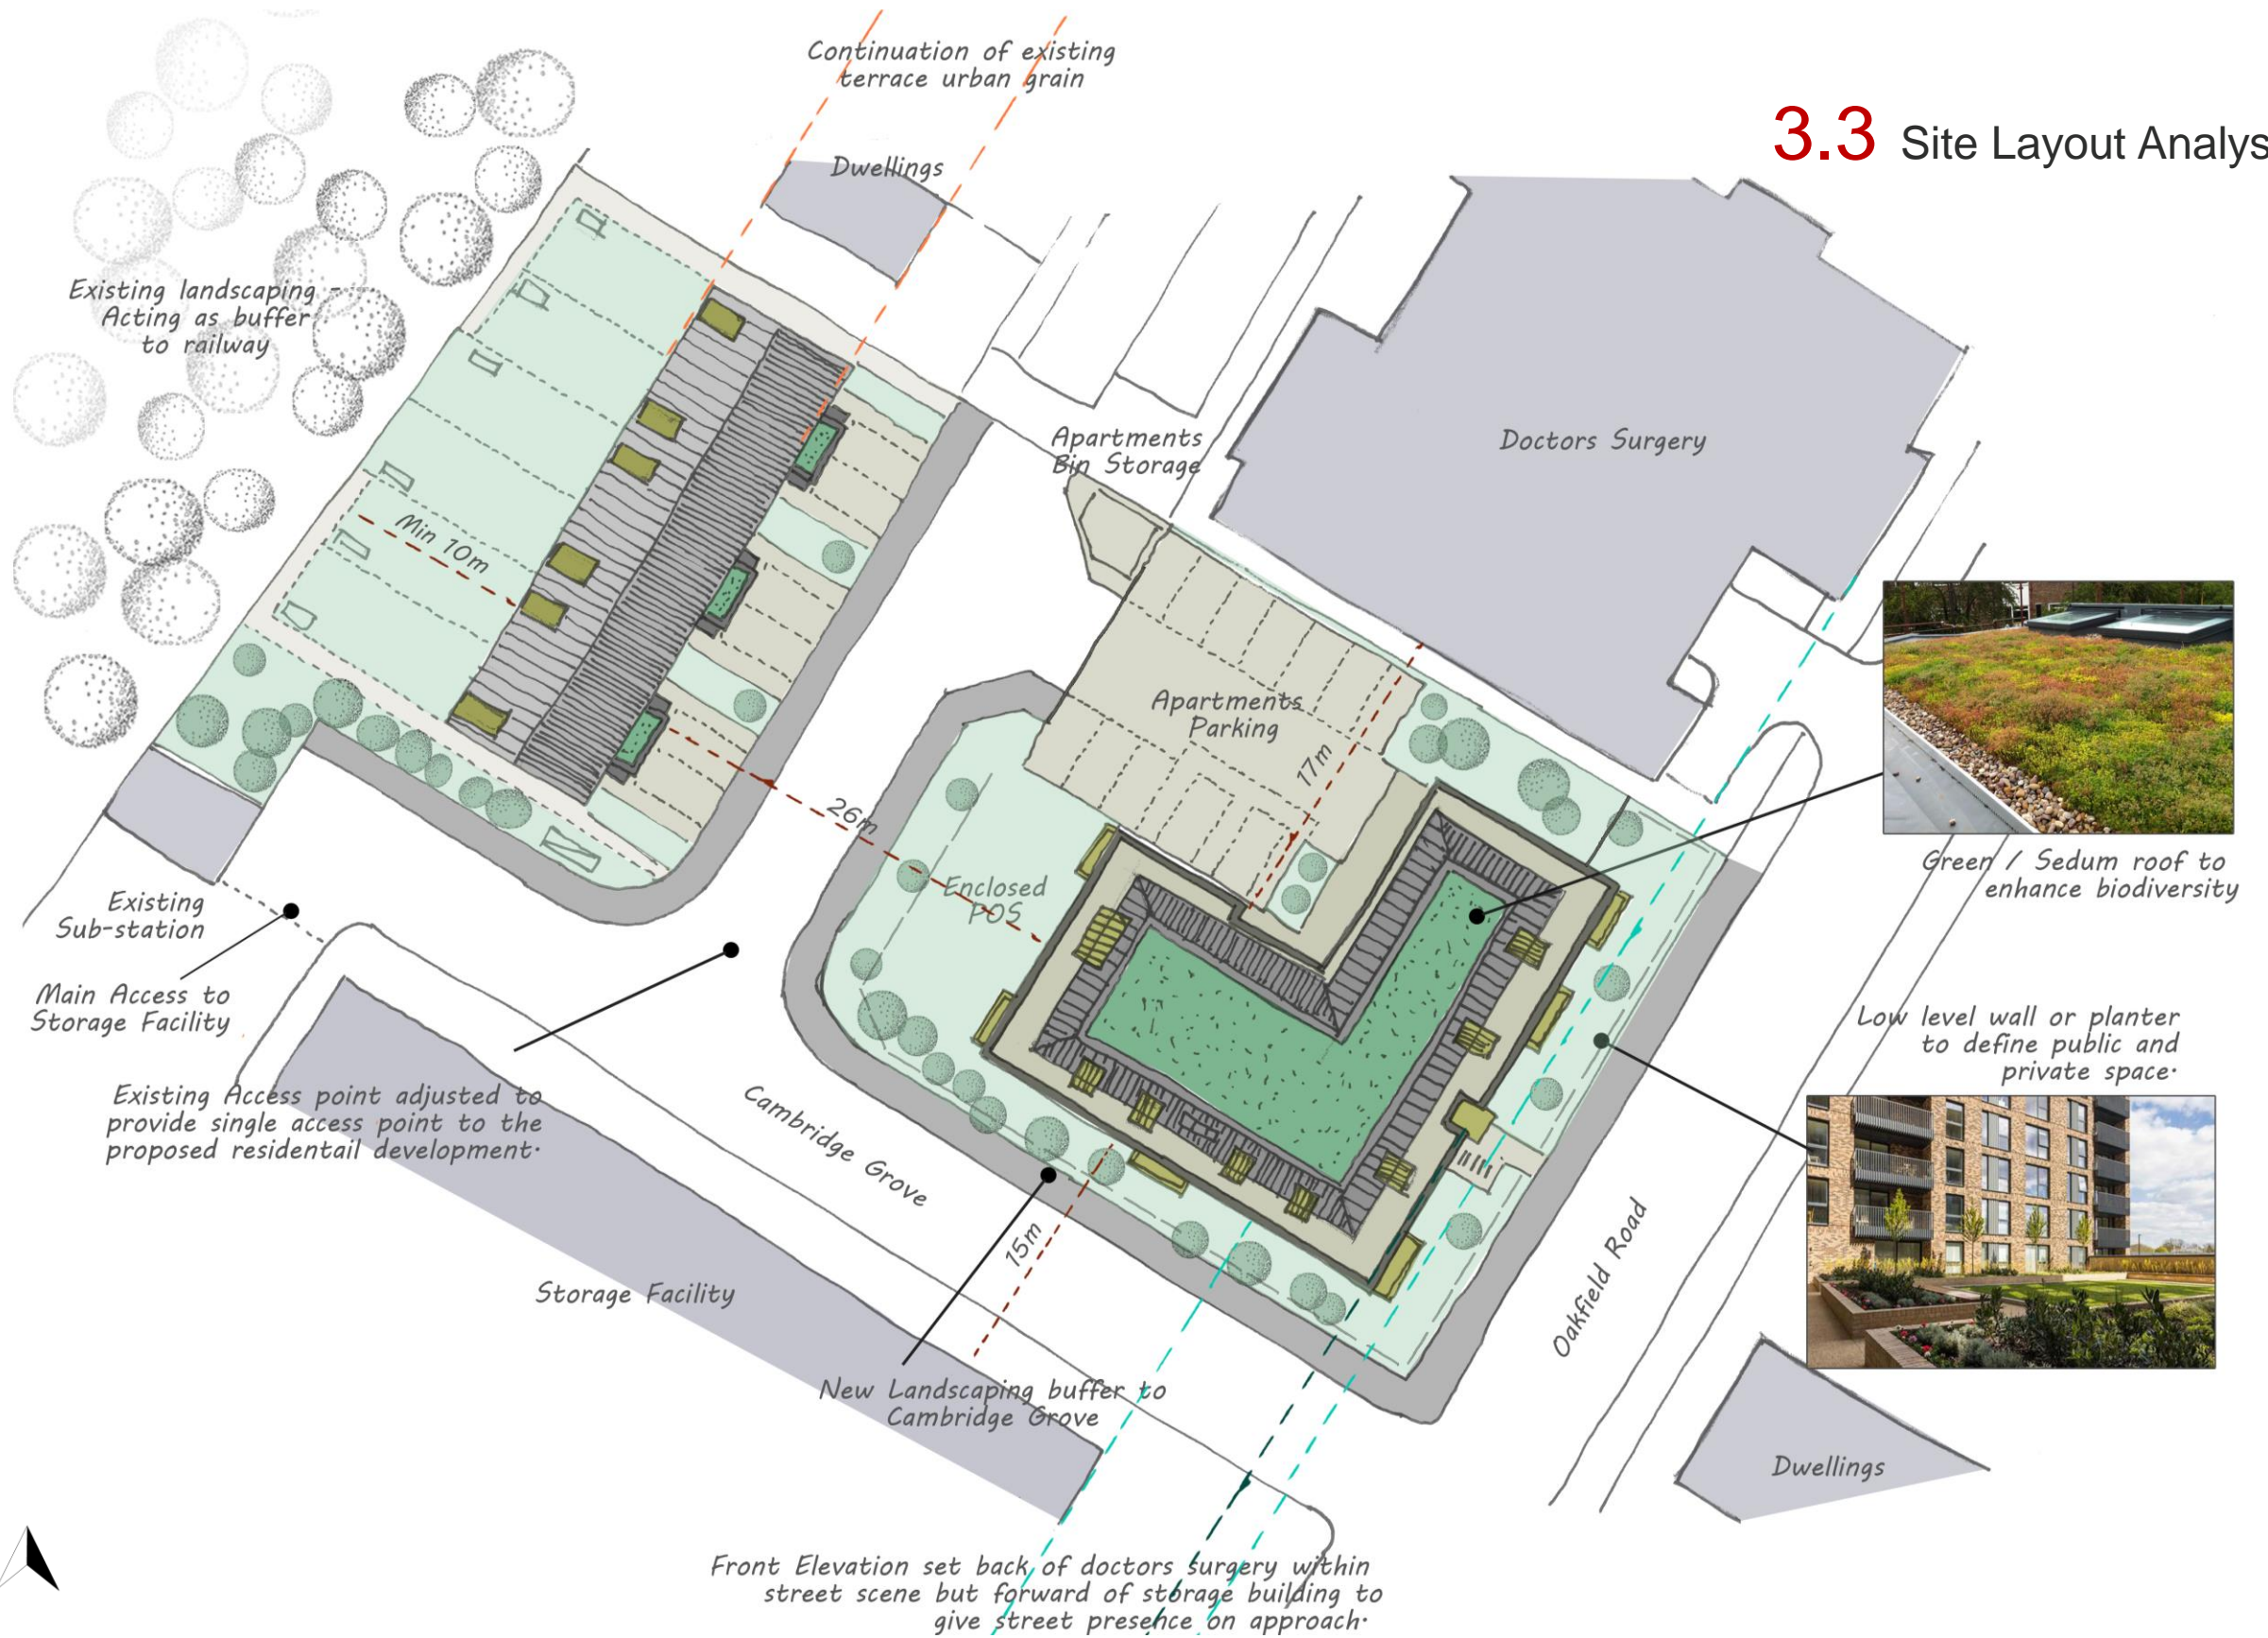 Continuation of existing
terrace urban grain
3.3 Site Layout Analys
Dwellings
Existing landscaping -
Acting as buffer
to railway
Apartments
Bin Storage
Doctors Surgery
Min 10m
Apartments
Parking
17m
26m
Enclosed
POS
Green / Sedum roof to
enhance biodiversity
Existing
Sub-station
Main Access to
Storage Facility
Low level wall or planter
to define public and
private space.
Existing Access point adjusted to
provide single access point to the
proposed residentail development.
Cambridge Grove
15m
Oakfield Road
Storage Facility
New Landscaping buffer to
Cambridge Grove
Dwellings
Front Elevation set back of doctors surgery within
street scene but forward of storage building to
give street presence on approach.